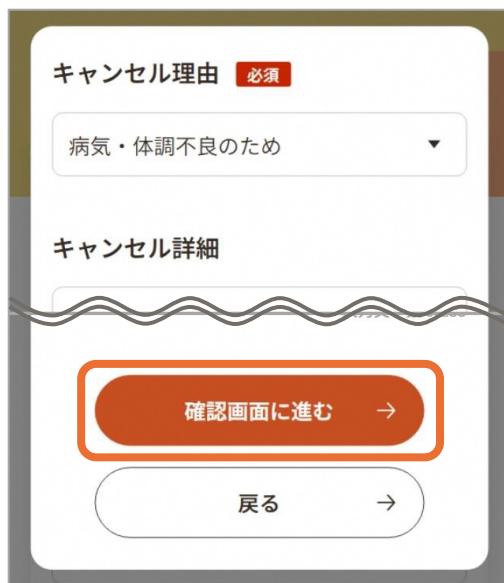 キャンセル理由 必須
病気・体調不良のため
キャンセル詳細
確認画面に進む
戻る